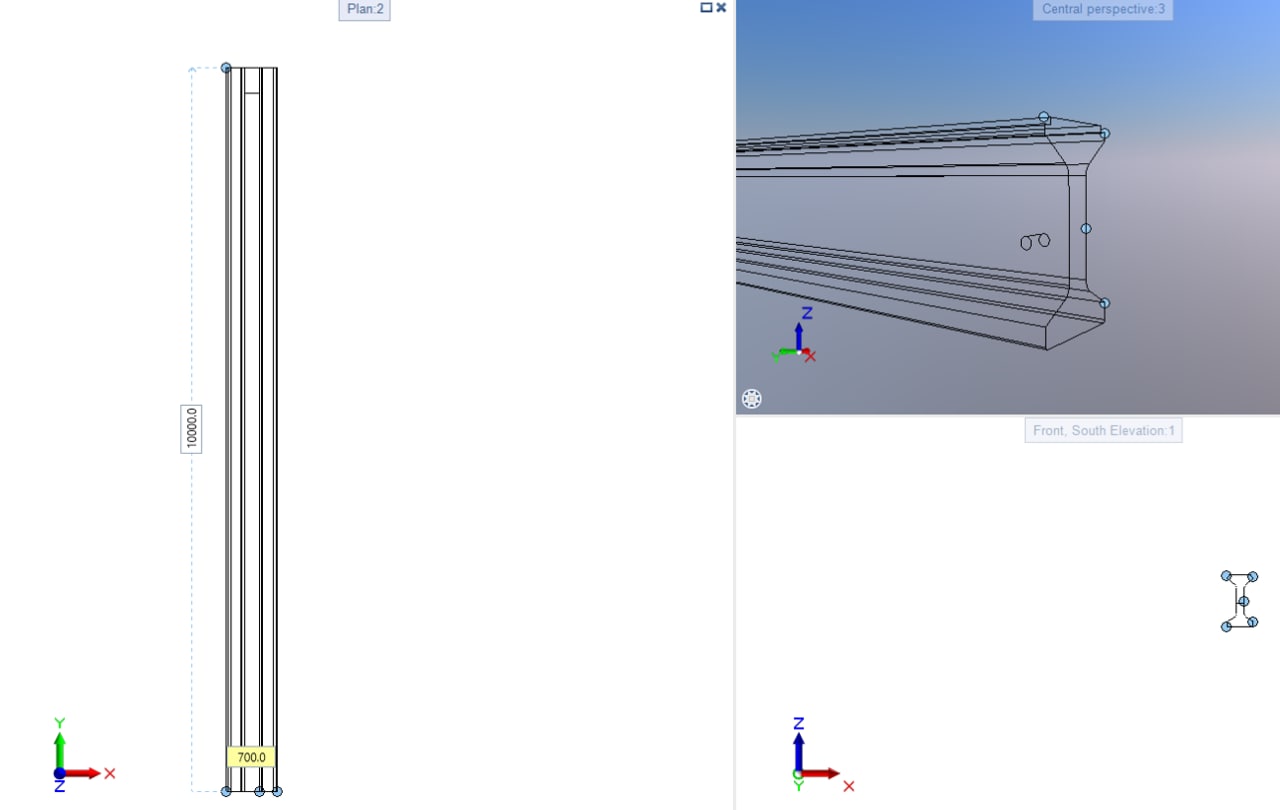 Plan:2
10000.0
700.0
Y
X
Z
Central perspective:3
Z
Y
X
Front, South Elevation:1
Z
Y
X